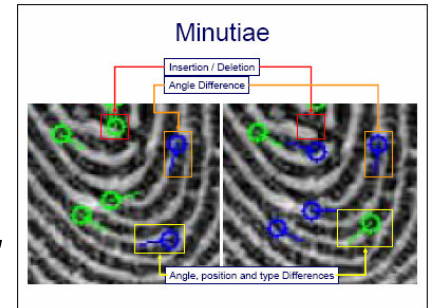 Minutiae
Insertion / Deletion
Angle Difference
Angle, position and type Differences